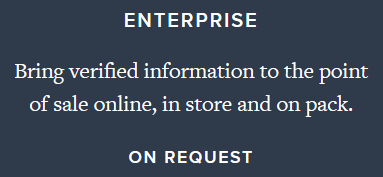 ENTERPRISE
Bring verified information to the point
of sale online, in store and on pack.
ON REQUEST